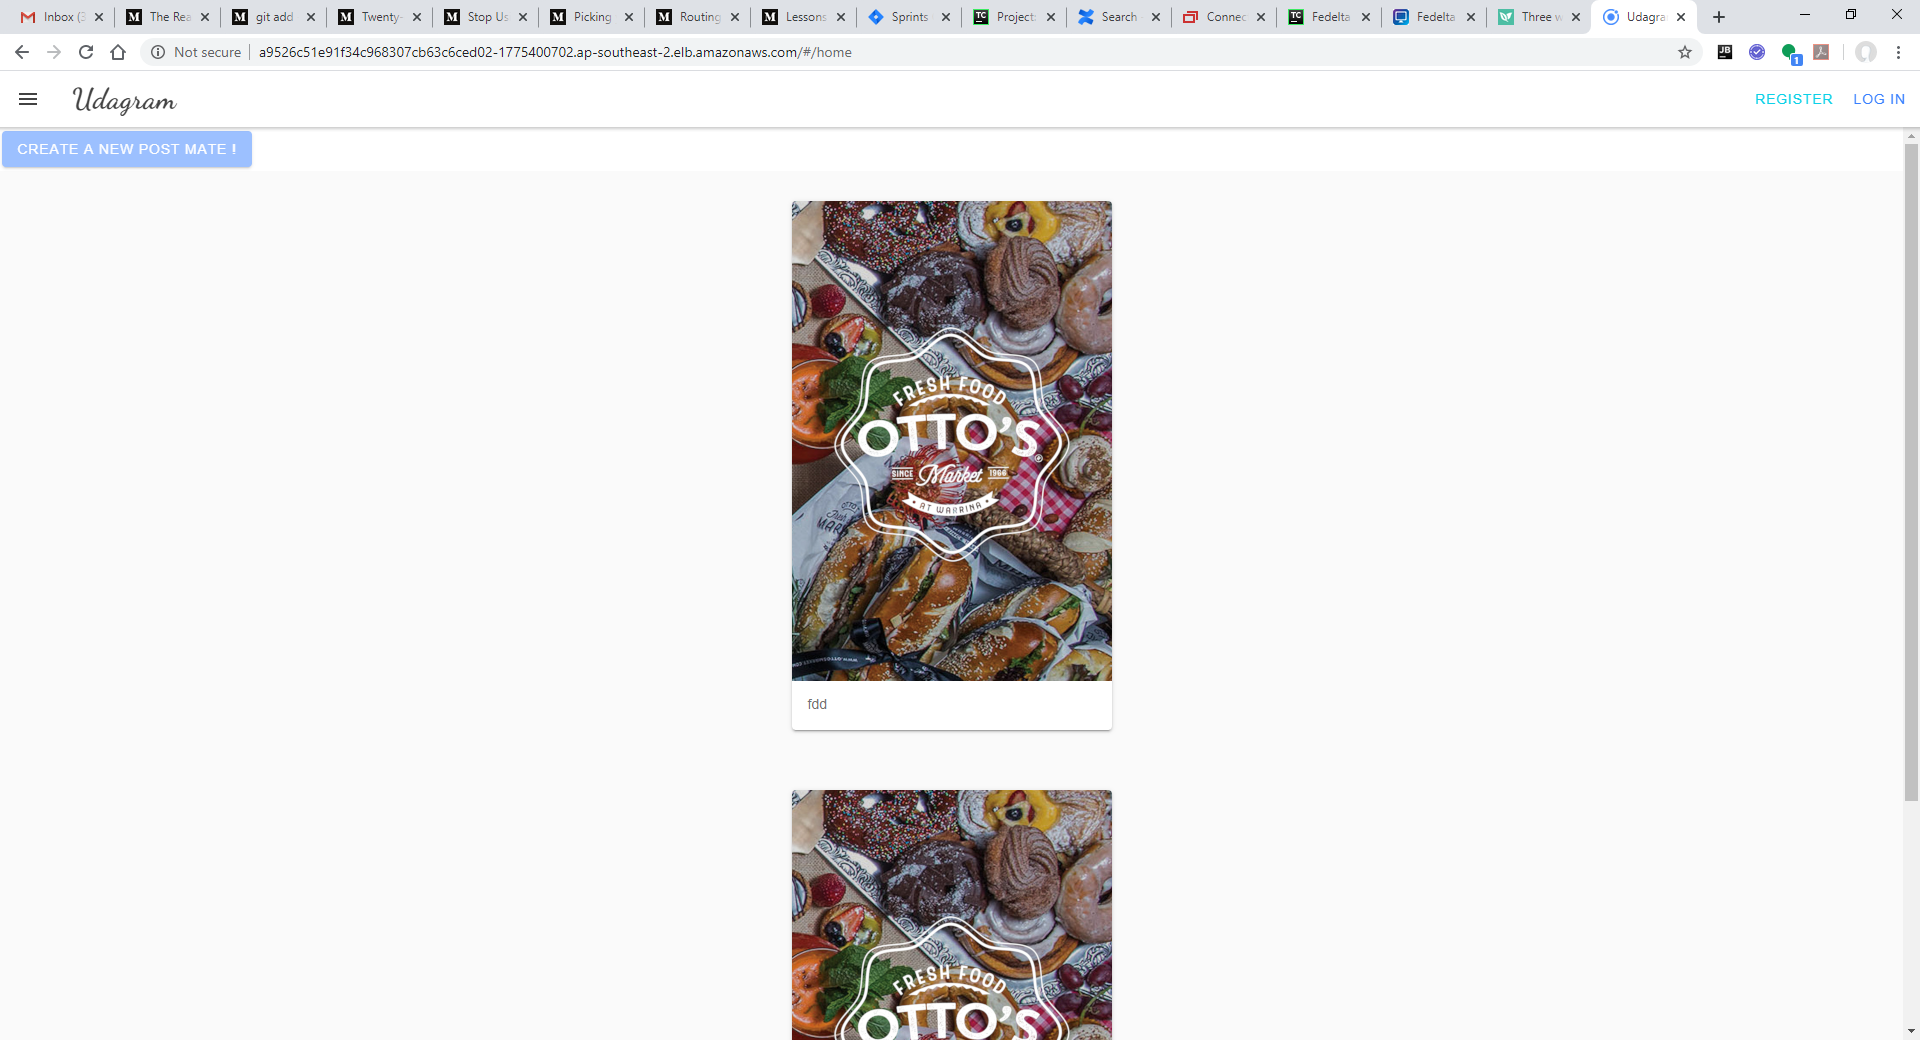 Inbox (3
The Rea
git add
Twenty-
Stop Us
Picking
Routing
Lessons
Sprints
Project
Search
Connec
Fedelta
Fedelta
Three w
Udagra
Not secure
a9526c51e91f34c968307cb63c6ced02-1775400702.ap-southeast-2.elb.amazonaws.com/#/home
Udagram
REGISTER
LOG IN
CREATE A NEW POST MATE !
FRESH FOOD
OTTO'S
SINCE Market 1966
AT WARRINA
fdd
FRESH FOOD
OTTO'S